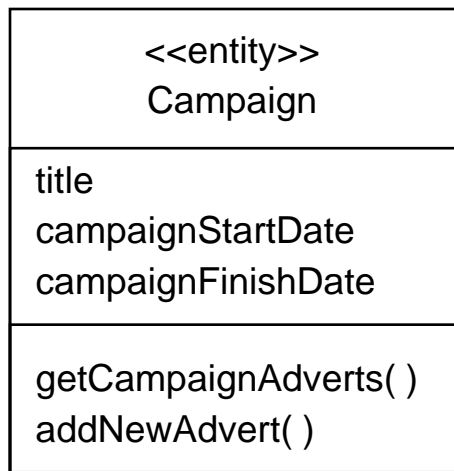 <<entity>>
Campaign
title
campaignStartDate
campaignFinishDate
getCampaignAdverts( )
addNewAdvert( )